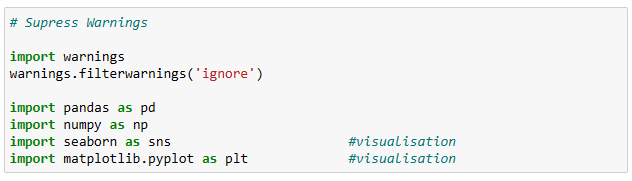 # Supress Warnings
import warnings
warnings.filterwarnings('ignore')
import pandas as pd
import numpy as np
import seaborn as sns #visualisation
import matplotlib.pyplot as plt #visualisation